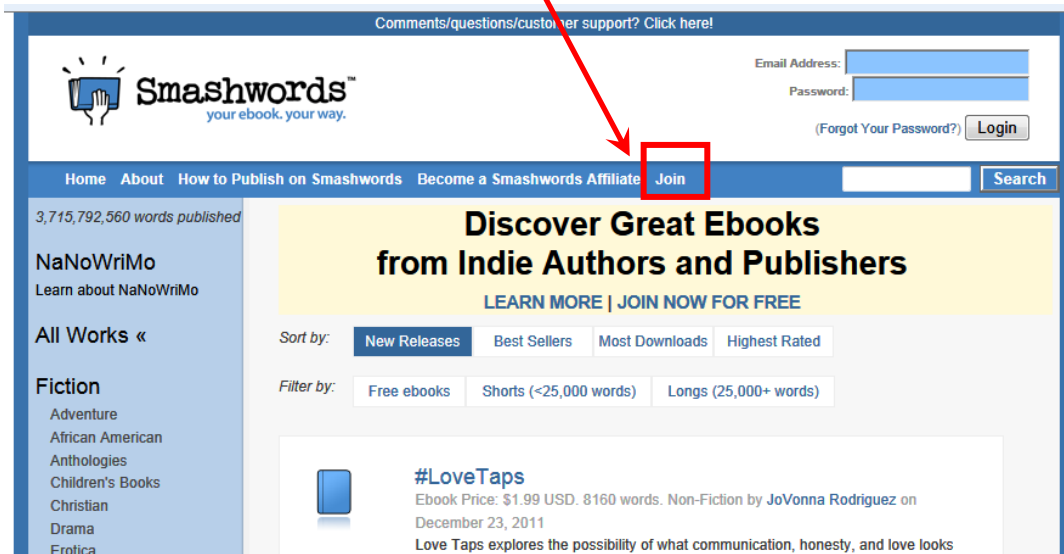 Comments/questions/customer support? Click here!
Smashwords™
your ebook. your way.
Email Address:
Password:
(Forgot Your Password?) Login
Home About How to Publish on Smashwords Become a Smashwords Affiliate Join Search
3,715,792,560 words published
NaNoWriMo
Learn about NaNoWriMo
All Works «
Fiction
Adventure
African American
Anthologies
Children's Books
Christian
Drama
Erotica
Discover Great Ebooks
from Indie Authors and Publishers
LEARN MORE | JOIN NOW FOR FREE
Sort by: New Releases Best Sellers Most Downloads Highest Rated
Filter by: Free ebooks Shorts (<25,000 words) Longs (25,000+ words)
#LoveTaps
Ebook Price: $1.99 USD. 8160 words. Non-Fiction by JoVonna Rodriguez on
December 23, 2011
Love Taps explores the possibility of what communication, honesty, and love looks